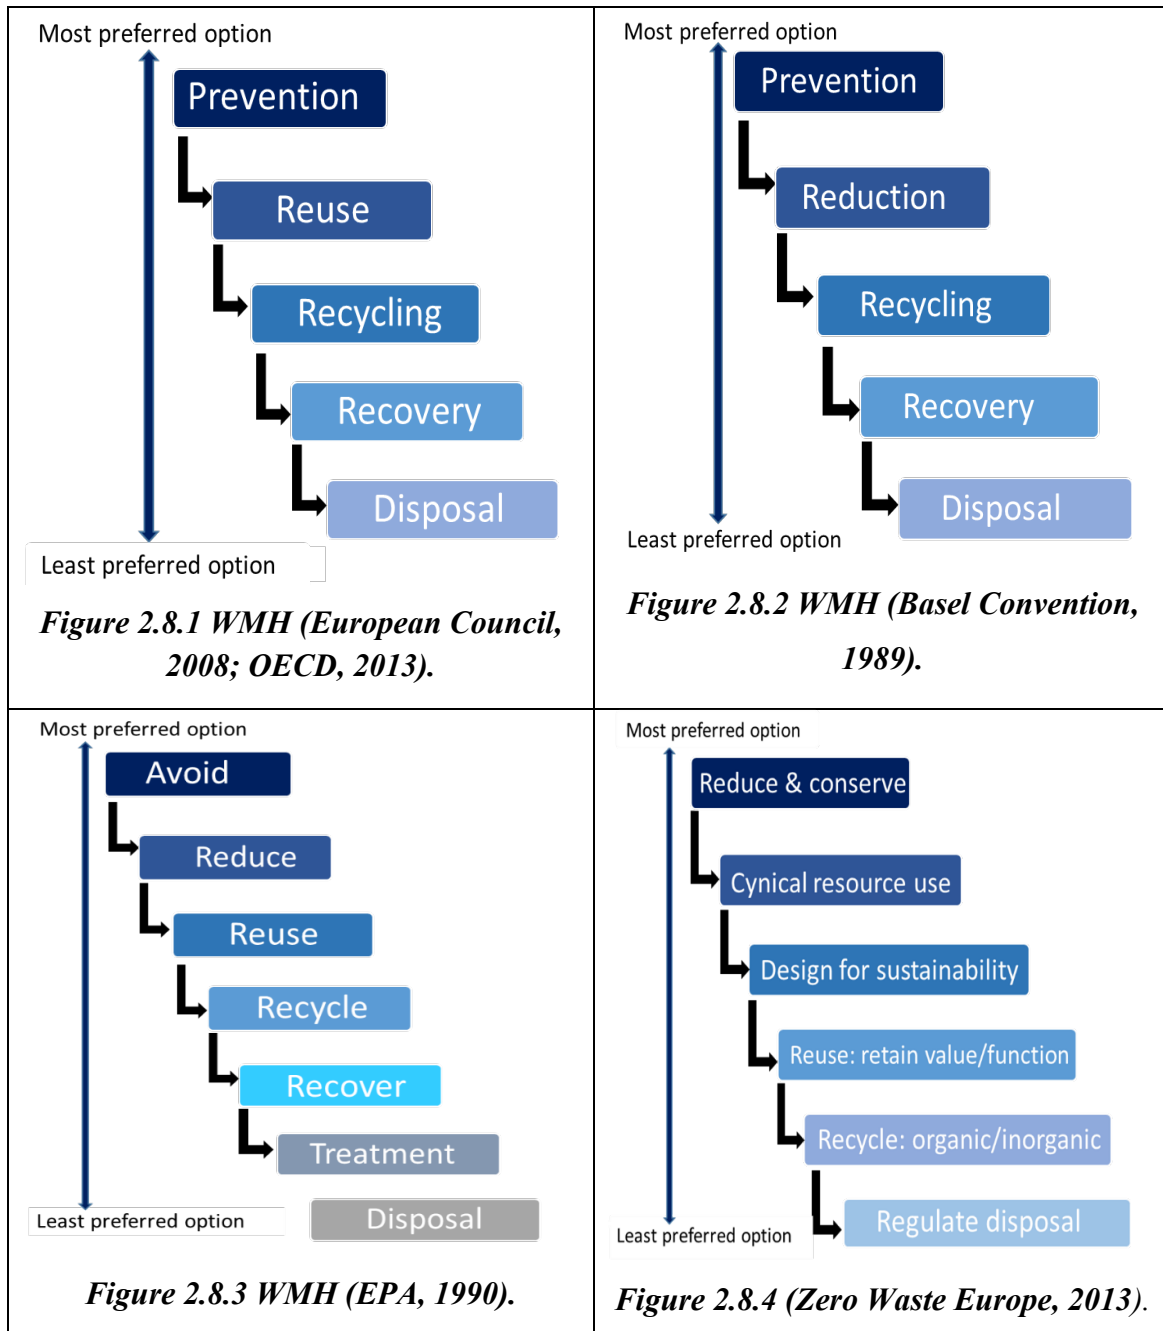 Most preferred option
Prevention
Reuse
Recycling
Recovery
Disposal
Least preferred option
Figure 2.8.1 WMH (European Council,
2008; OECD, 2013).
Most preferred option
Prevention
Reduction
Recycling
Recovery
Disposal
Least preferred option
Figure 2.8.2 WMH (Basel Convention,
1989).
Most preferred option
Avoid
Reduce
Reuse
Recycle
Recover
Treatment
Disposal
Least preferred option
Figure 2.8.3 WMH (EPA, 1990).
Most preferred option
Reduce & conserve
Cynical resource use
Design for sustainability
Reuse: retain value/function
Recycle: organic/inorganic
Regulate disposal
Least preferred option
Figure 2.8.4 (Zero Waste Europe, 2013).